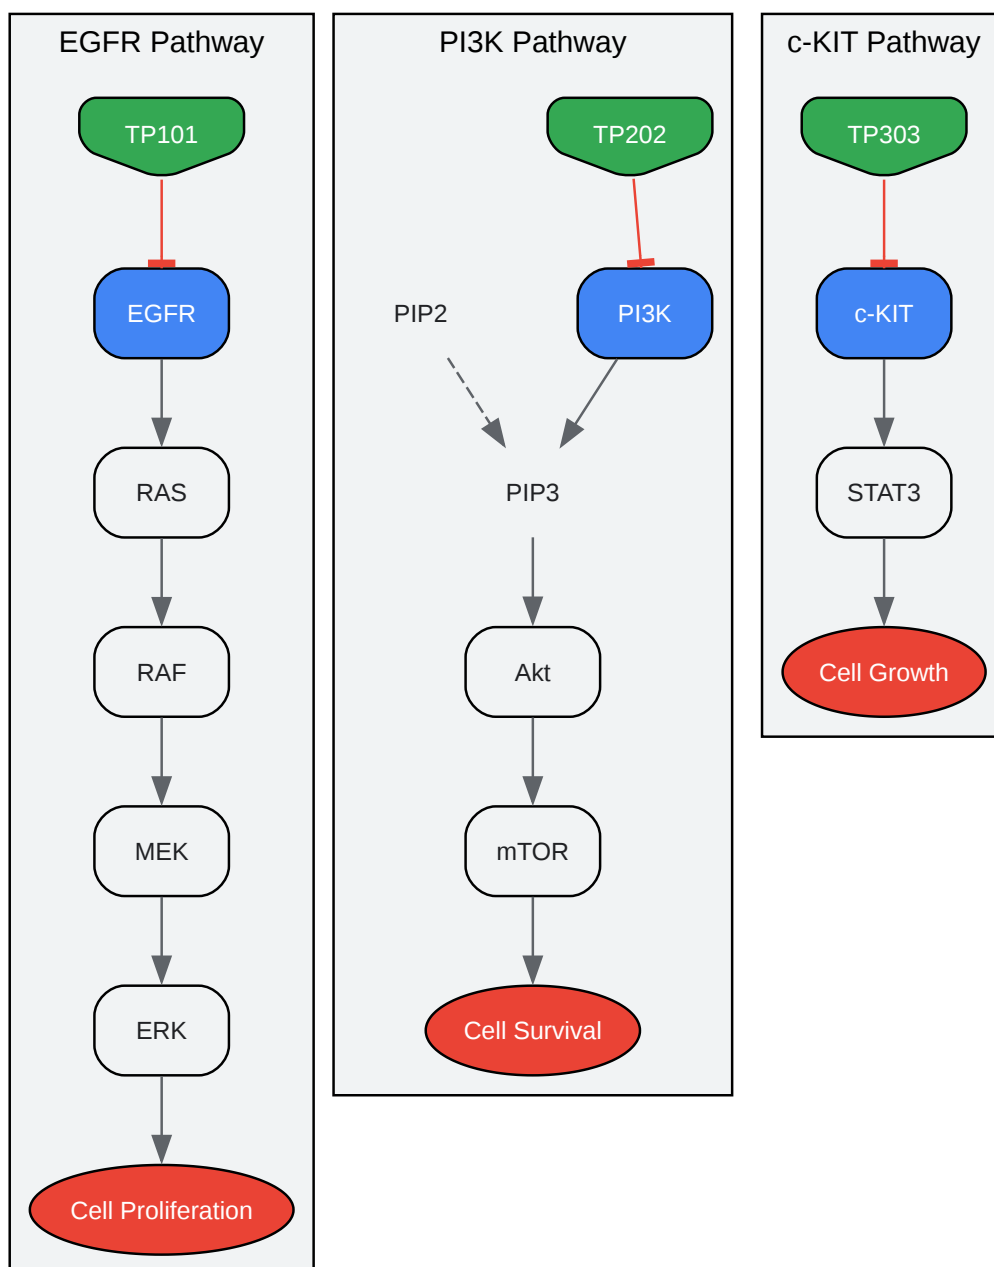 EGFR Pathway
TP101
EGFR
RAS
RAF
MEK
ERK
Cell Proliferation
PI3K Pathway
TP202
PIP2
PI3K
PIP3
Akt
mTOR
Cell Survival
c-KIT Pathway
TP303
c-KIT
STAT3
Cell Growth